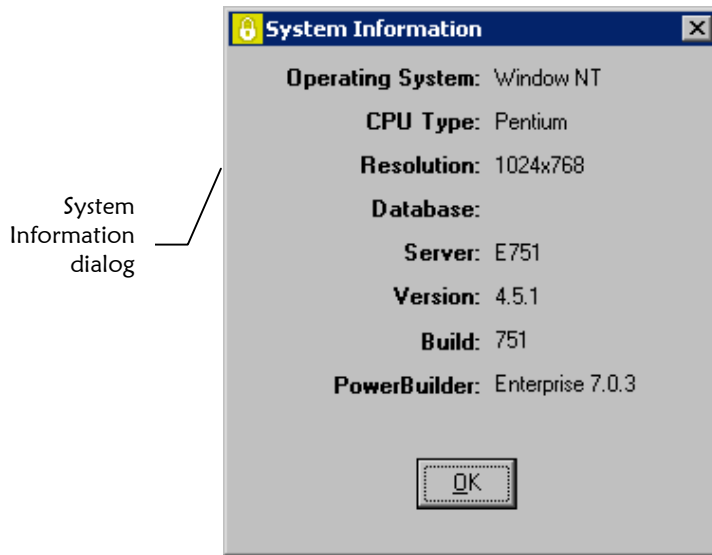 System Information
Operating System: Window NT
CPU Type: Pentium
Resolution: 1024x768
Database:
Server: E751
Version: 4.5.1
Build: 751
PowerBuilder: Enterprise 7.0.3
OK
System
Information
dialog